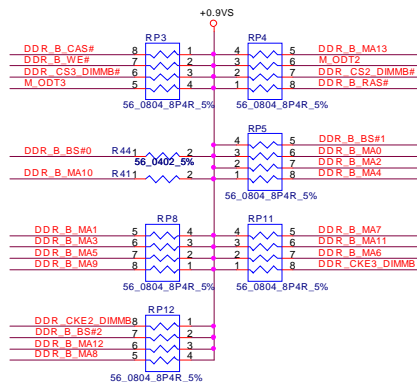 +0.9VS
RP3 RP4
DDR_B_CAS# 8 1 4 5 DDR_B_MA13
DDR_B_WE# 7 2 3 6 M_ODT2
DDR_CS3_DIMMB# 6 3 2 7 DDR_CS2_DIMMB#
M_ODT3 5 4 1 8 DDR_B_RAS#
56_0804_8P4R_5% 56_0804_8P4R_5%
RP5
4 5 DDR_B_BS#1
DDR_B_BS#0 R441 2 3 6 DDR_B_MA0
56_0402_5% 2 7 DDR_B_MA2
DDR_B_MA10 R411 2 1 8 DDR_B_MA4
56_0804_8P4R_5%
RP8 RP11
DDR_B_MA1 5 4 4 5 DDR_B_MA7
DDR_B_MA3 6 3 3 6 DDR_B_MA11
DDR_B_MA5 7 2 2 7 DDR_B_MA6
DDR_B_MA9 8 1 1 8 DDR_CKE3_DIMMB
56_0804_8P4R_5% 56_0804_8P4R_5%
RP12
DDR_CKE2_DIMMB 8 1
DDR_B_BS#2 7 2
DDR_B_MA12 6 3
DDR_B_MA8 5 4
56_0804_8P4R_5%